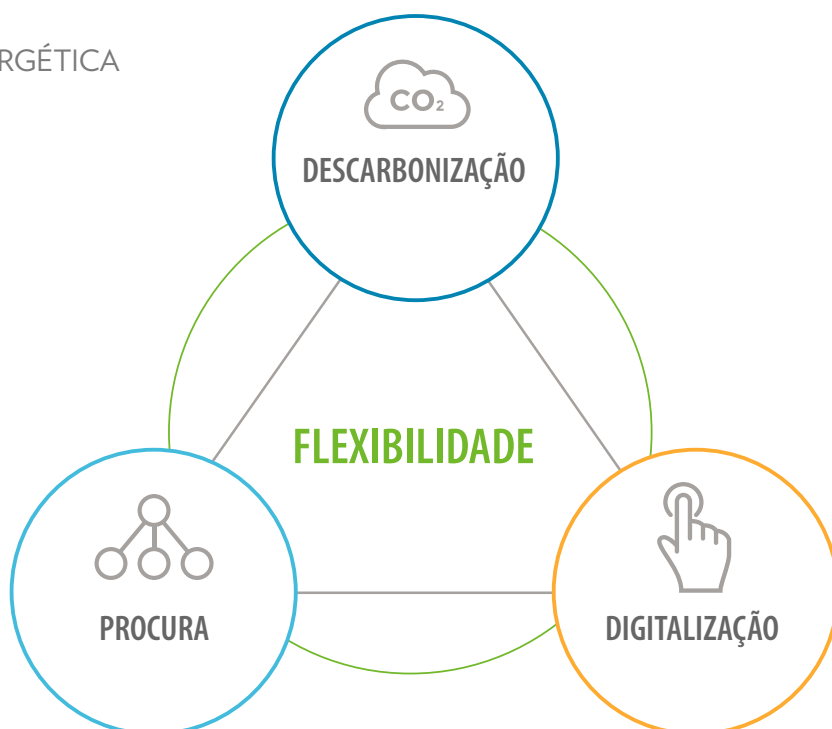 RGÉTICA
CO₂
DESCARBONIZAÇÃO
FLEXIBILIDADE
PROCURA
DIGITALIZAÇÃO